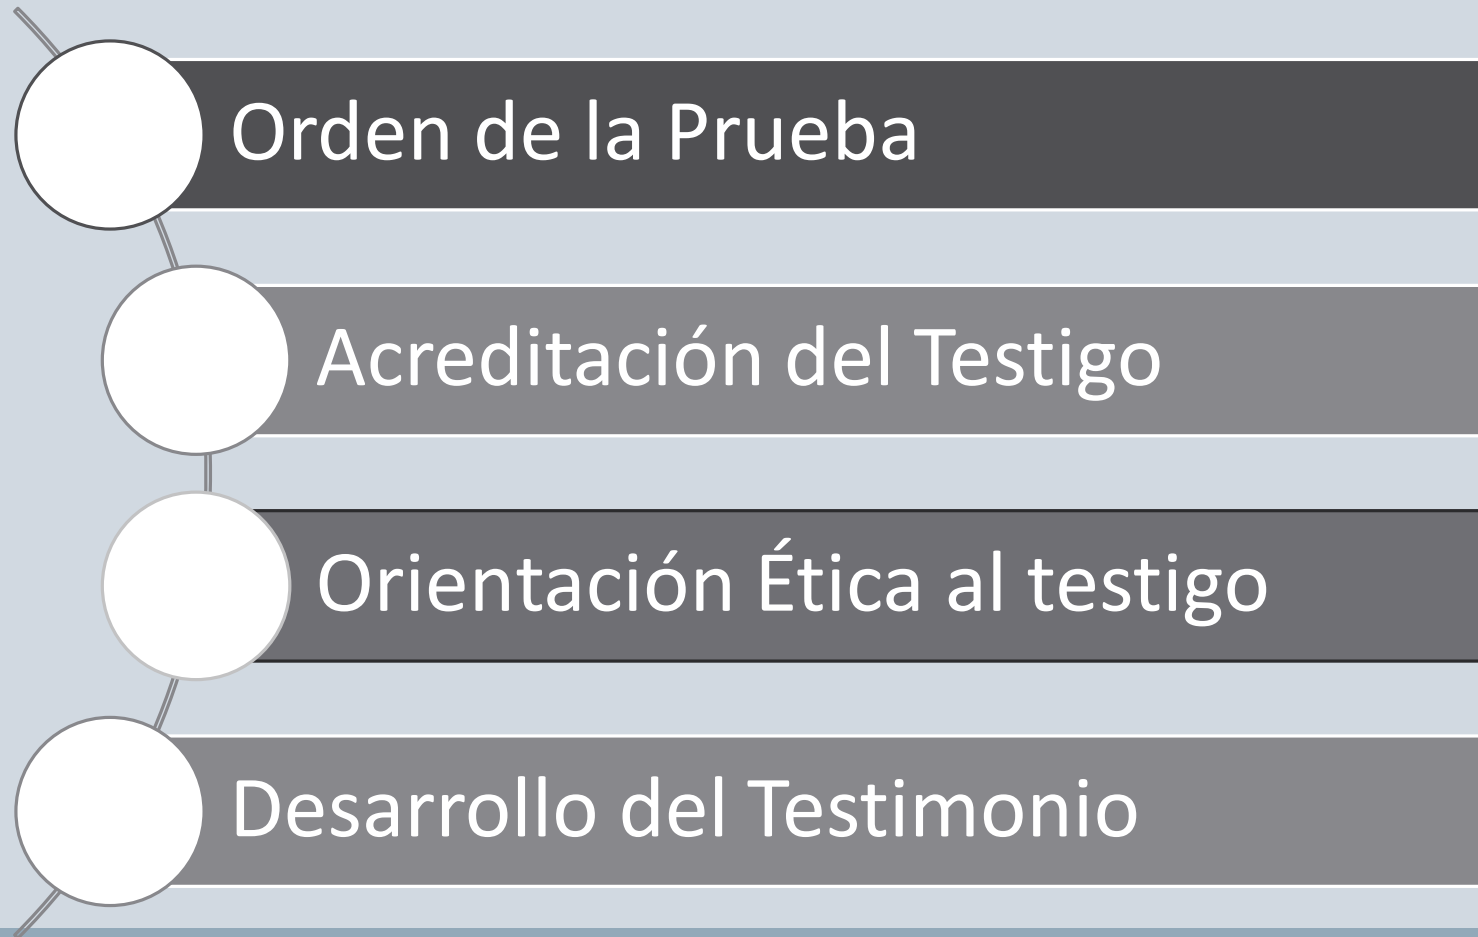 Orden de la Prueba
Acreditación del Testigo
Orientación Ética al testigo
Desarrollo del Testimonio